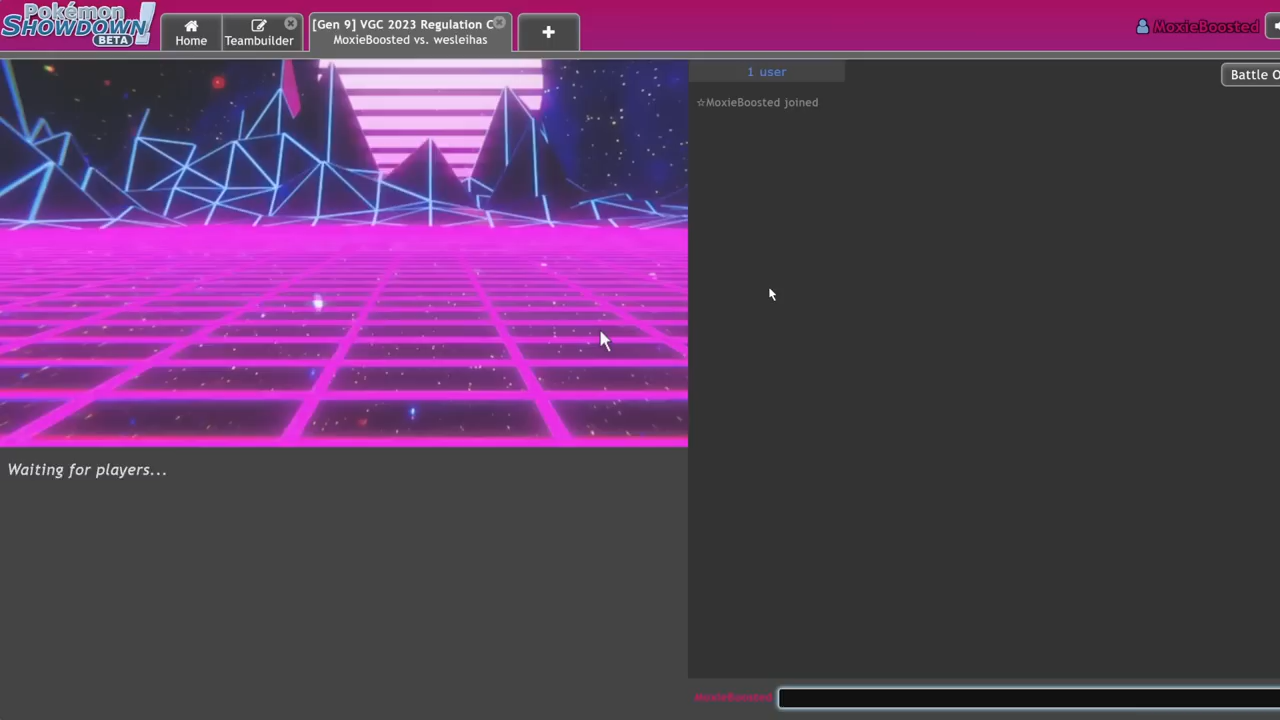 Pokémon
SHOWDOWN!
BETA
Home
Teambuilder
[Gen 9] VGC 2023 Regulation C
MoxieBoosted vs. wesleihas
MoxieBoosted
1 user
Battle O
☆MoxieBoosted joined
Waiting for players...
MoxieBoosted